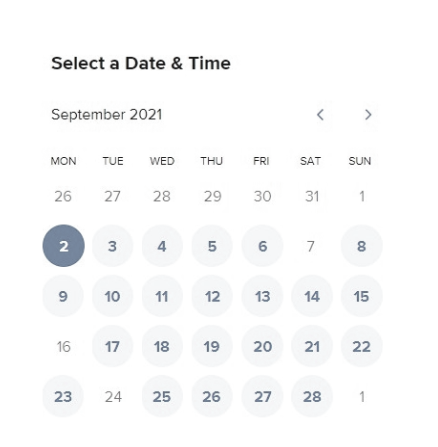 Select a Date & Time
September 2021
MON TUE WED THU FRI SAT SUN
26 27 28 29 30 31 1
2 3 4 5 6 7 8
9 10 11 12 13 14 15
16 17 18 19 20 21 22
23 24 25 26 27 28 1